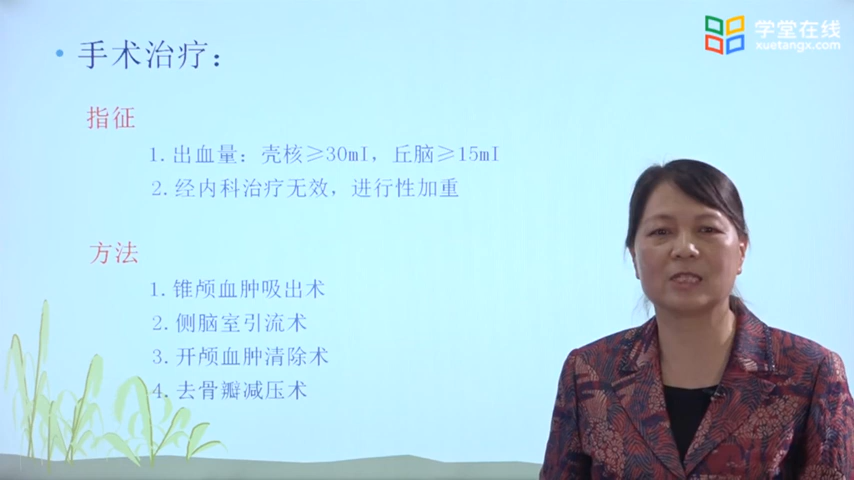 学堂在线
xuetangx.com
• 手术治疗：
指征
1. 出血量：壳核≥30mI，丘脑≥15mI
2. 经内科治疗无效，进行性加重
方法
1. 锥颅血肿吸出术
2. 侧脑室引流术
3. 开颅血肿清除术
4. 去骨瓣减压术